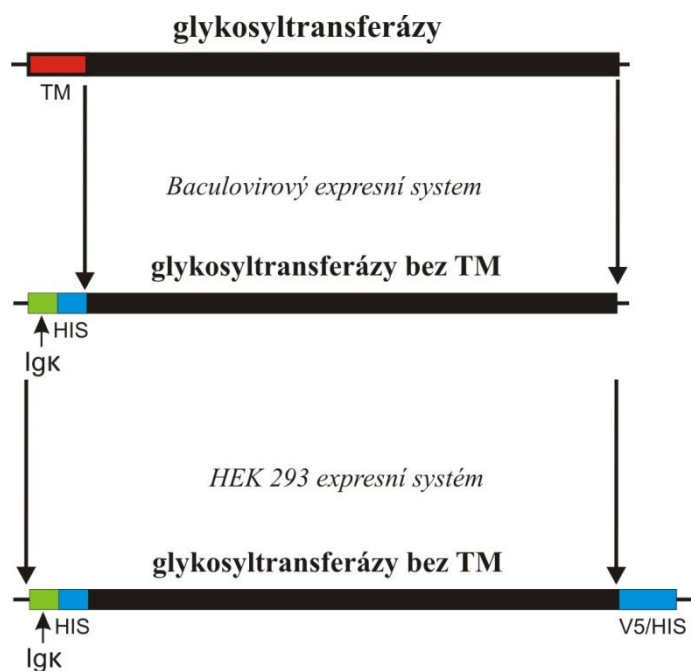 glykosyltransferázy
TM
Baculovirový expresní system
glykosyltransferázy bez TM
HIS
Igκ
HEK 293 expresní systém
glykosyltransferázy bez TM
HIS
V5/HIS
Igκ